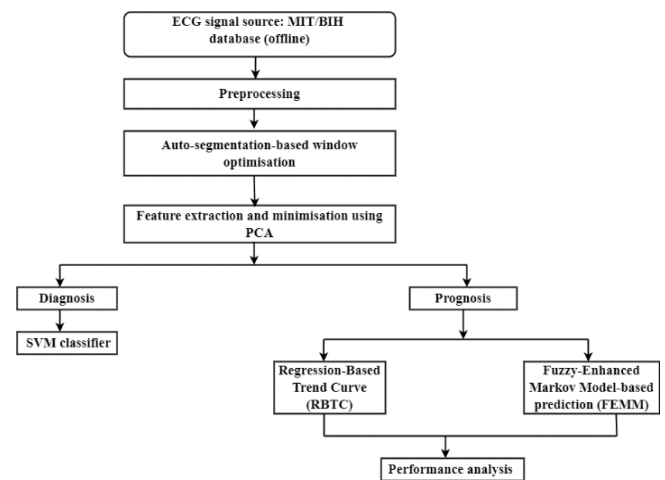 ECG signal source: MIT/BIH
database (offline)
Preprocessing
Auto-segmentation-based window
optimisation
Feature extraction and minimisation using
PCA
Diagnosis
Prognosis
SVM classifier
Regression-Based
Trend Curve
(RBTC)
Fuzzy-Enhanced
Markov Model-based
prediction (FEMM)
Performance analysis